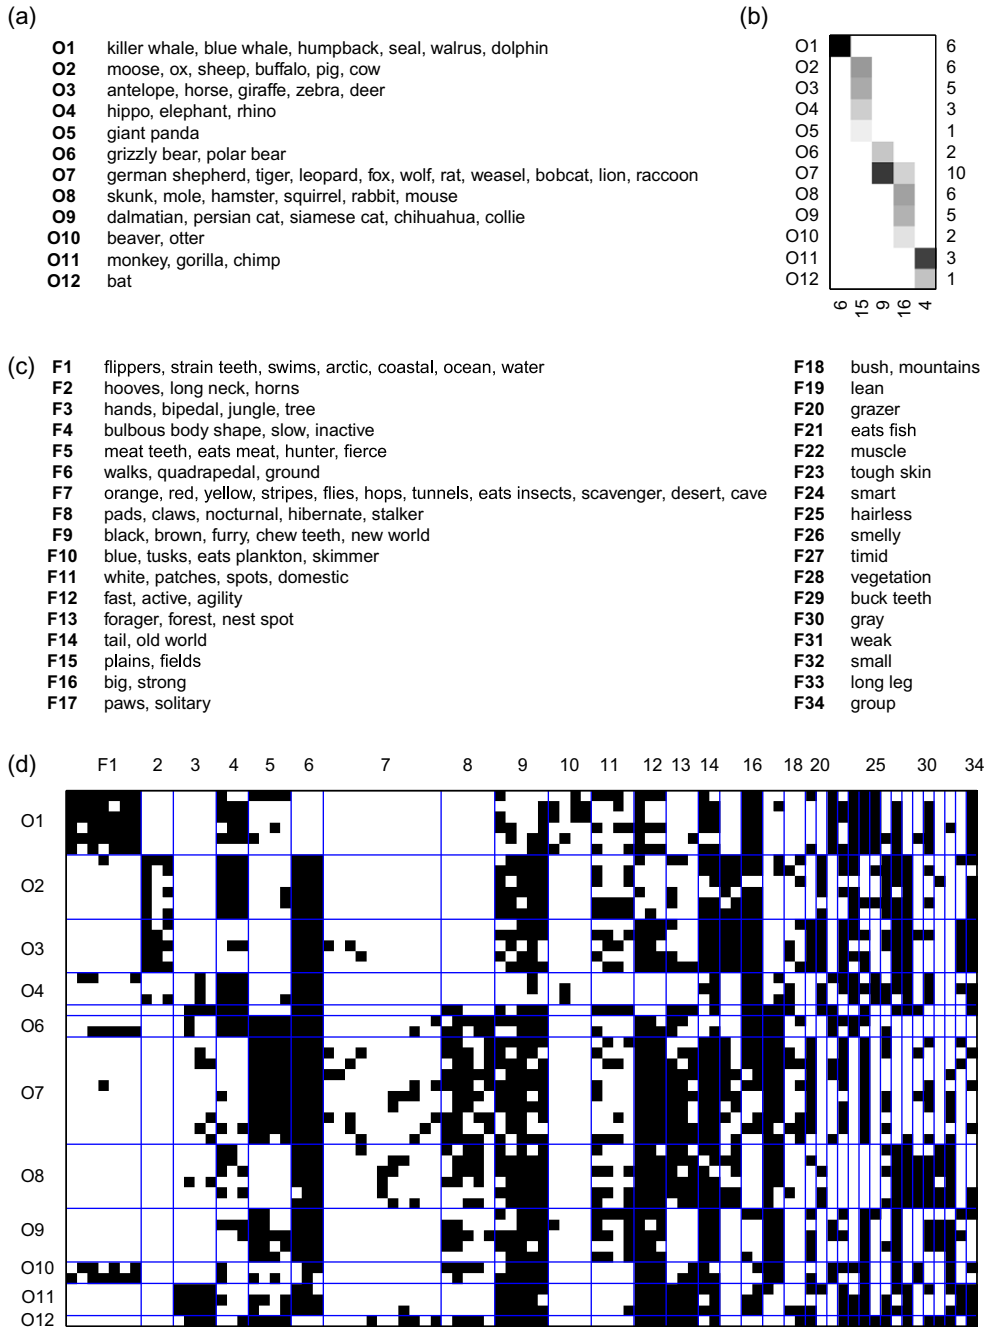 (a)
O1 killer whale, blue whale, humpback, seal, walrus, dolphin
O2 moose, ox, sheep, buffalo, pig, cow
O3 antelope, horse, giraffe, zebra, deer
O4 hippo, elephant, rhino
O5 giant panda
O6 grizzly bear, polar bear
O7 german shepherd, tiger, leopard, fox, wolf, rat, weasel, bobcat, lion, raccoon
O8 skunk, mole, hamster, squirrel, rabbit, mouse
O9 dalmatian, persian cat, siamese cat, chihuahua, collie
O10 beaver, otter
O11 monkey, gorilla, chimp
O12 bat
(b)
O1 6
O2 6
O3 5
O4 3
O5 1
O6 2
O7 10
O8 6
O9 5
O10 2
O11 3
O12 1
6 15 9 16 4
(c)
F1 flippers, strain teeth, swims, arctic, coastal, ocean, water
F2 hooves, long neck, horns
F3 hands, bipedal, jungle, tree
F4 bulbous body shape, slow, inactive
F5 meat teeth, eats meat, hunter, fierce
F6 walks, quadrapedal, ground
F7 orange, red, yellow, stripes, flies, hops, tunnels, eats insects, scavenger, desert, cave
F8 pads, claws, nocturnal, hibernate, stalker
F9 black, brown, furry, chew teeth, new world
F10 blue, tusks, eats plankton, skimmer
F11 white, patches, spots, domestic
F12 fast, active, agility
F13 forager, forest, nest spot
F14 tail, old world
F15 plains, fields
F16 big, strong
F17 paws, solitary
F18 bush, mountains
F19 lean
F20 grazer
F21 eats fish
F22 muscle
F23 tough skin
F24 smart
F25 hairless
F26 smelly
F27 timid
F28 vegetation
F29 buck teeth
F30 gray
F31 weak
F32 small
F33 long leg
F34 group
(d)
F1 2 3 4 5 6 7 8 9 10 11 12 13 14 16 18 20 25 30 34
O1
O2
O3
O4
O6
O7
O8
O9
O10
O11
O12